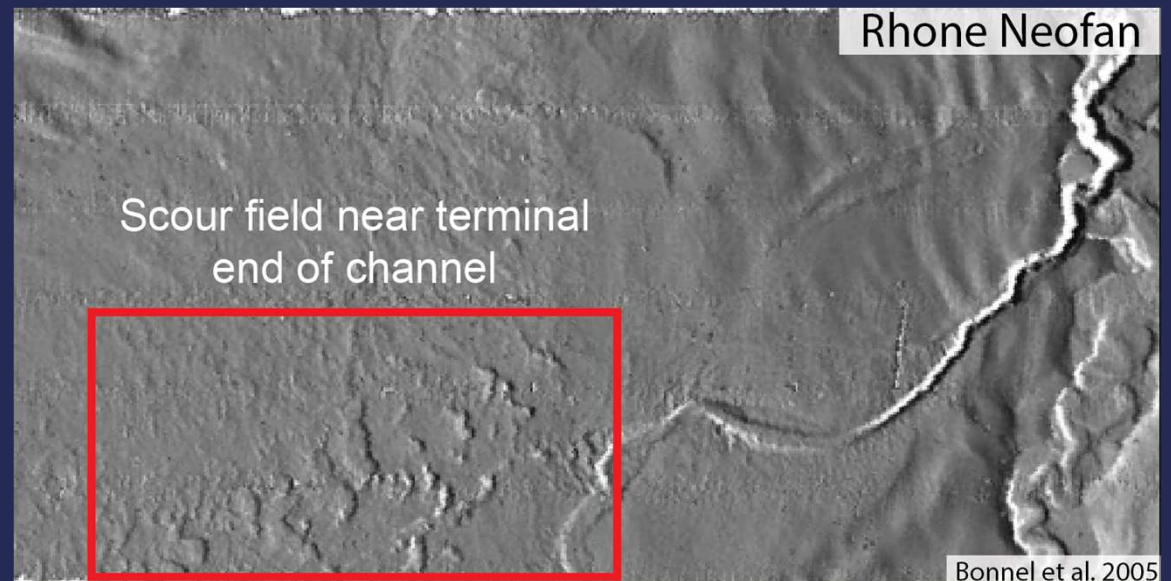 Rhone Neofan
Scour field near terminal
end of channel
Bonnel et al. 2005